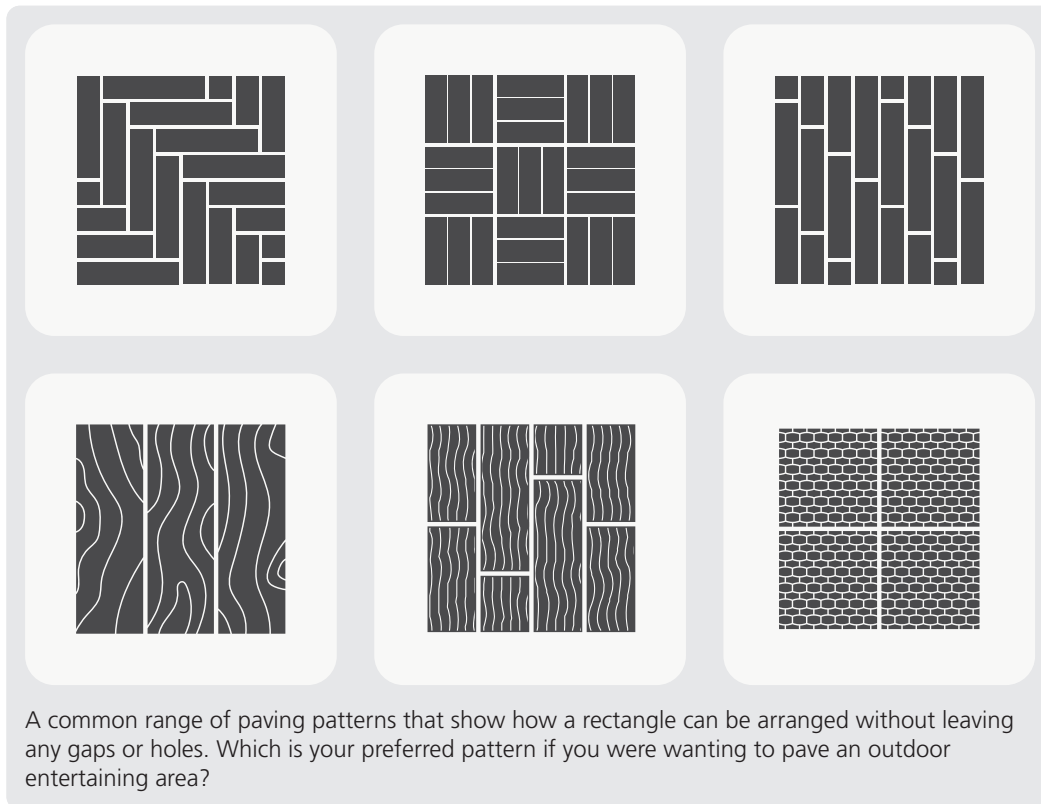 A common range of paving patterns that show how a rectangle can be arranged without leaving
any gaps or holes. Which is your preferred pattern if you were wanting to pave an outdoor
entertaining area?